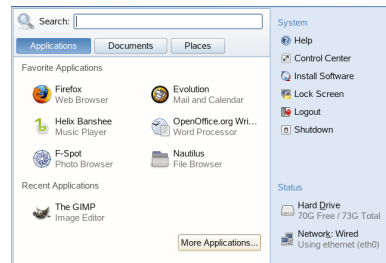 Search:
Applications
Documents
Places
Favorite Applications
Firefox
Web Browser
Evolution
Mail and Calendar
Helix Banshee
Music Player
OpenOffice.org Wri...
Word Processor
F-Spot
Photo Browser
Nautilus
File Browser
Recent Applications
The GIMP
Image Editor
More Applications...
System
Help
Control Center
Install Software
Lock Screen
Logout
Shutdown
Status
Hard Drive
70G Free / 73G Total
Network: Wired
Using ethernet (eth0)